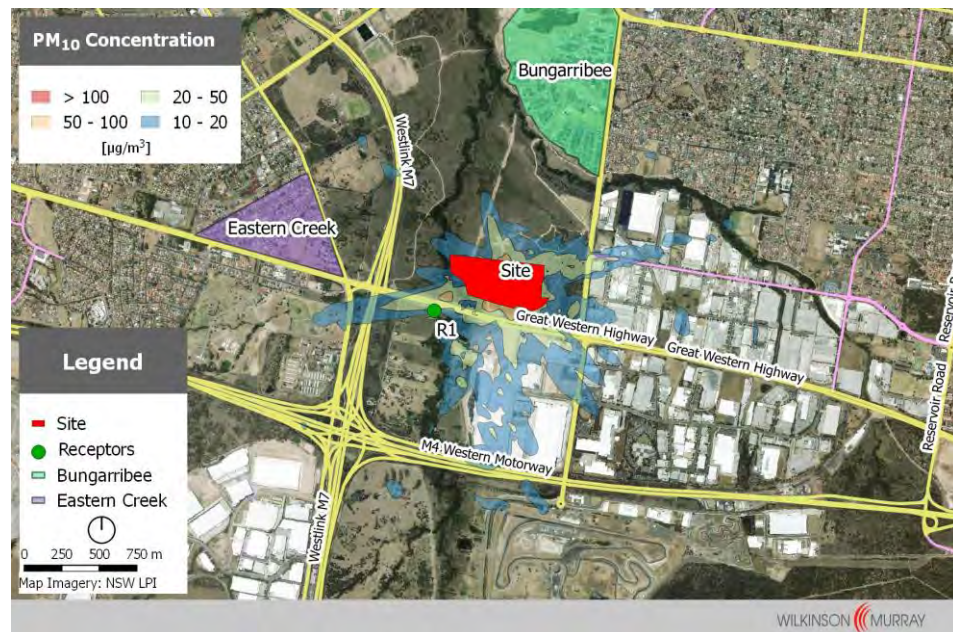 PM₁₀ Concentration
> 100
20 - 50
50 - 100
10 - 20
[µg/m³]
Bungarribee
Westlink M7
Eastern Creek
Site
R1
Great Western Highway
Great Western Highway
Reservoir Road
M4 Western Motorway
Westlink M7
Legend
Site
Receptors
Bungarribee
Eastern Creek
0 250 500 750 m
Map Imagery: NSW LPI
WILKINSON MURRAY